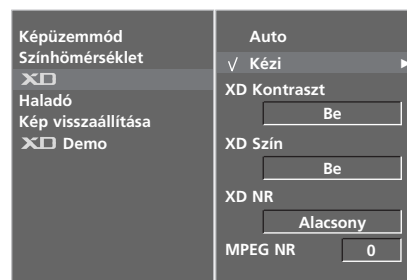 Képüzemmód
Színhömérséklet
XD
Haladó
Kép visszaállítása
XD Demo
Auto
√ Kézi
XD Kontraszt
Be
XD Szín
Be
XD NR
Alacsony
MPEG NR 0